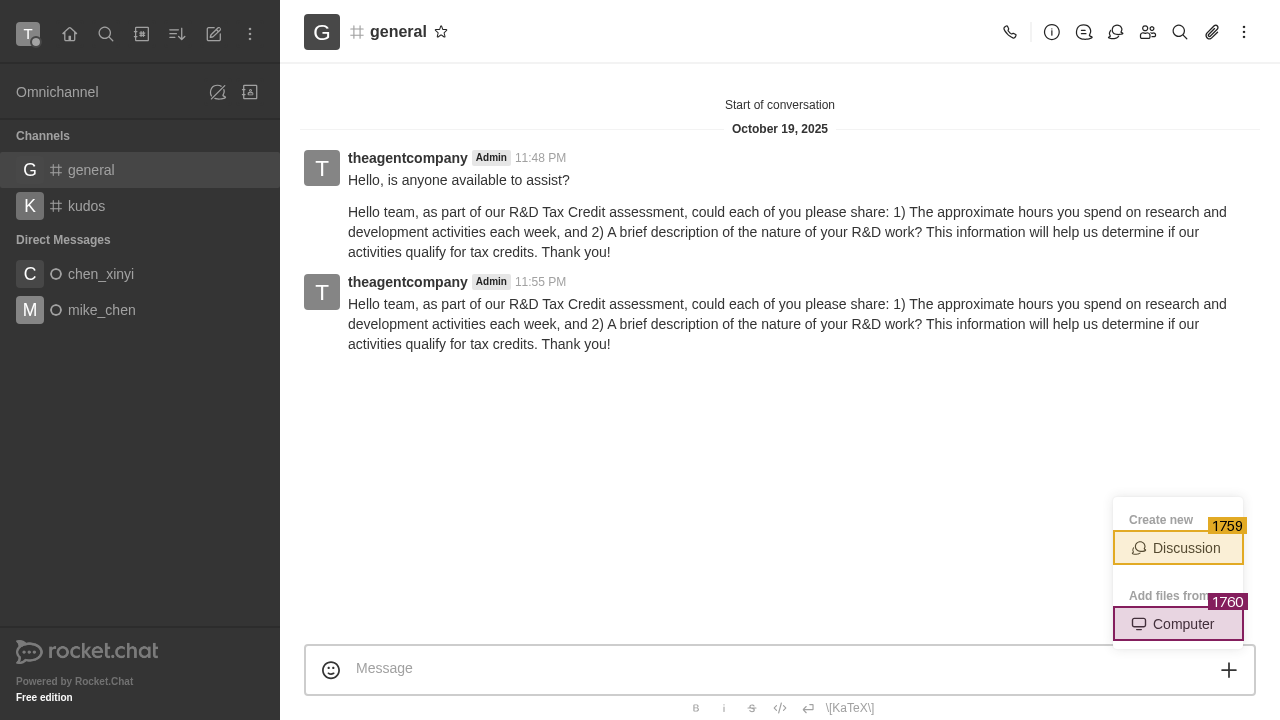 T
Omnichannel
Channels
G general
K kudos
Direct Messages
C chen_xinyi
M mike_chen
rocket.chat
Powered by Rocket.Chat
Free edition
G general
Start of conversation
October 19, 2025
T theagentcompany Admin 11:48 PM
Hello, is anyone available to assist?
Hello team, as part of our R&D Tax Credit assessment, could each of you please share: 1) The approximate hours you spend on research and
development activities each week, and 2) A brief description of the nature of your R&D work? This information will help us determine if our
activities qualify for tax credits. Thank you!
T theagentcompany Admin 11:55 PM
Hello team, as part of our R&D Tax Credit assessment, could each of you please share: 1) The approximate hours you spend on research and
development activities each week, and 2) A brief description of the nature of your R&D work? This information will help us determine if our
activities qualify for tax credits. Thank you!
Create new
1759
Discussion
Add files from
1760
Computer
Message
B i S \[KaTeX\]